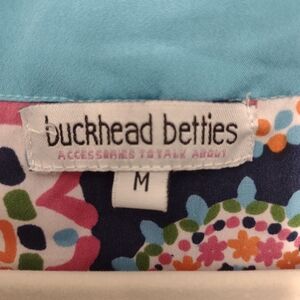 buckhead betties
ACCESSORIES TO TALK ABOUT
M